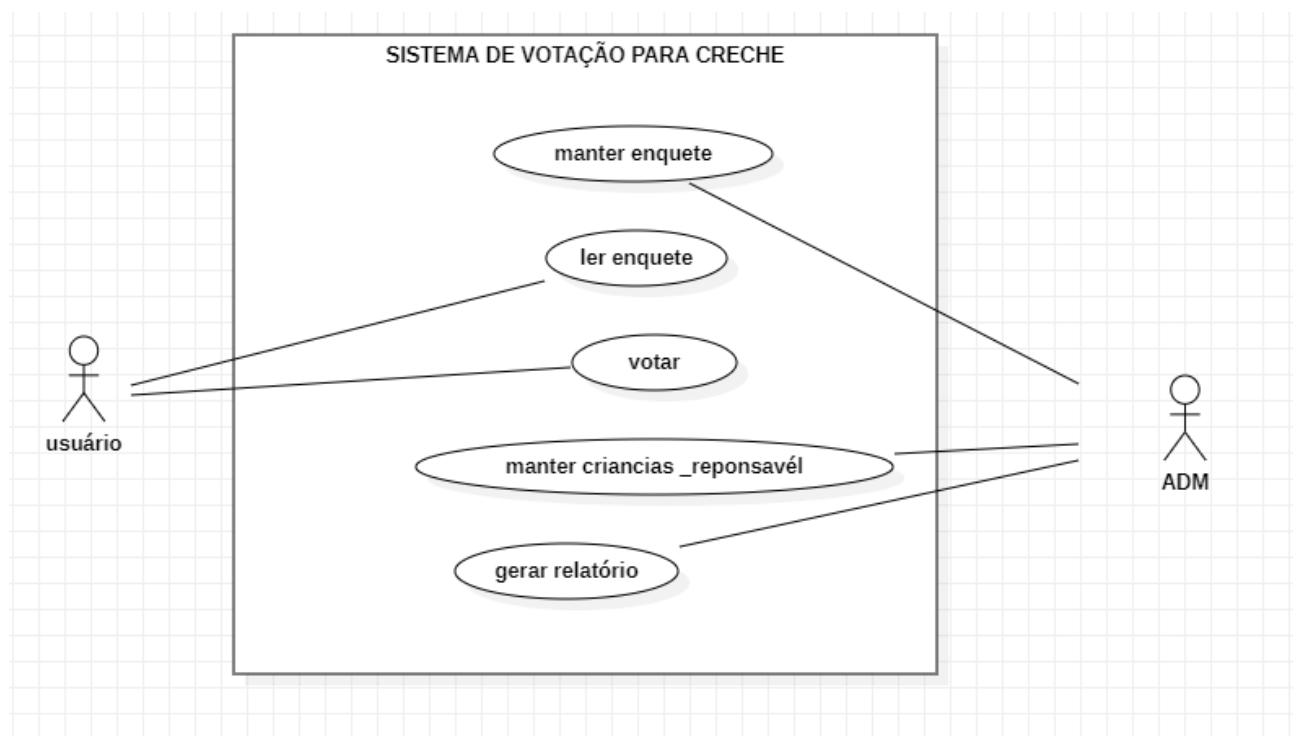 SISTEMA DE VOTAÇÃO PARA CRECHE
manter enquete
ler enquete
votar
usuário
manter criancias _reponsavél
ADM
gerar relatório